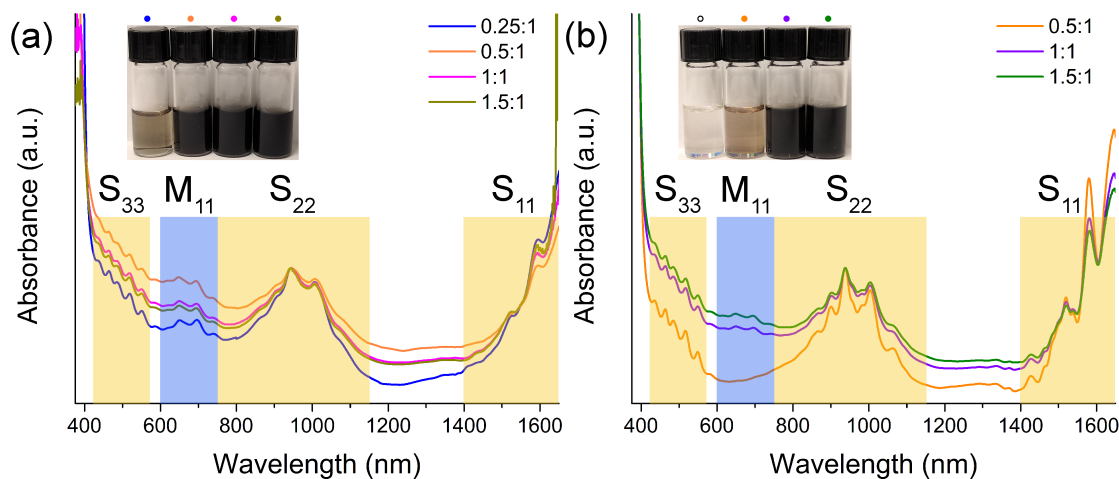 (a)
0.25:1
0.5:1
1:1
1.5:1
S33
M11
S22
S11
Absorbance (a.u.)
400 600 800 1000 1200 1400 1600
Wavelength (nm)
(b)
0.5:1
1:1
1.5:1
S33
M11
S22
S11
Absorbance (a.u.)
400 600 800 1000 1200 1400 1600
Wavelength (nm)